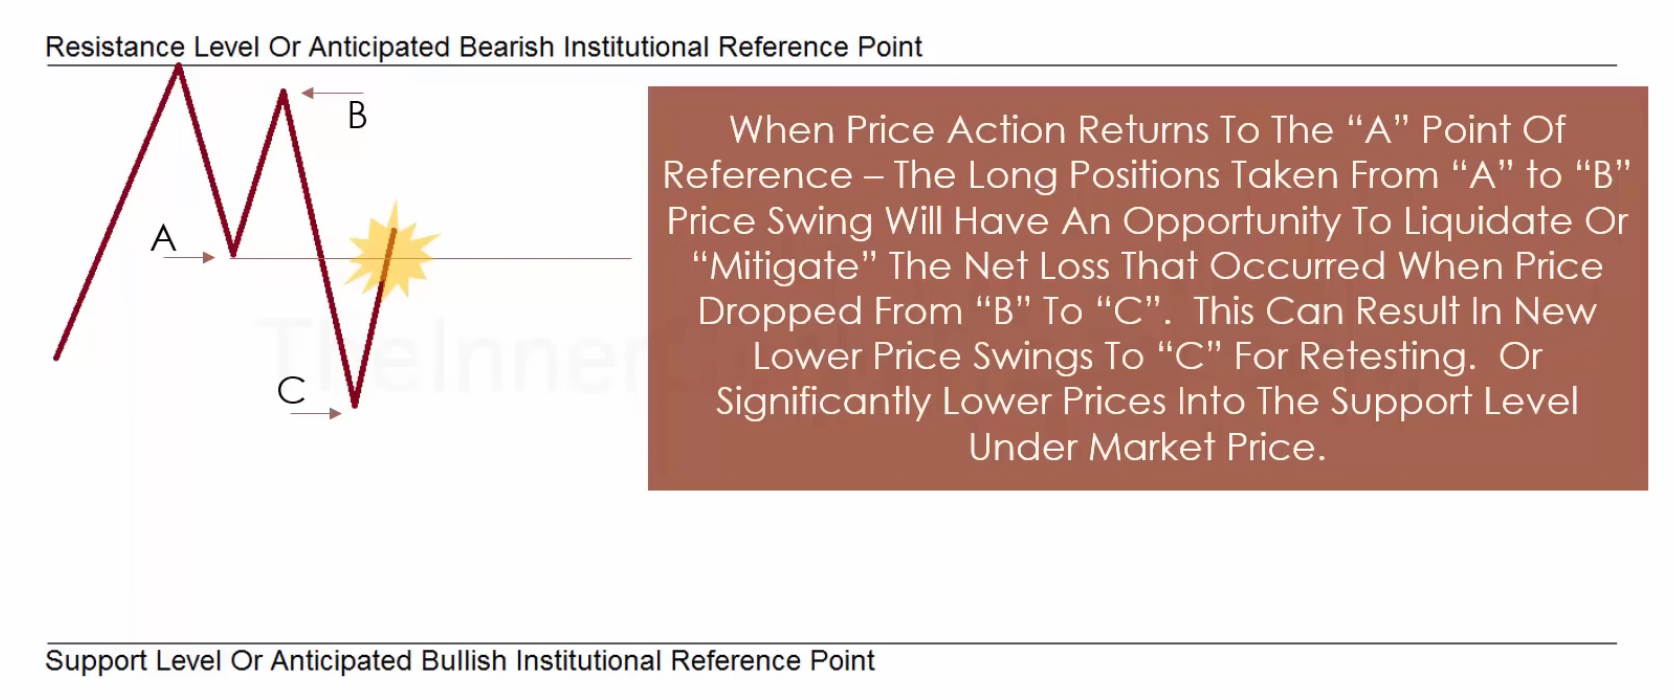 Resistance Level Or Anticipated Bearish Institutional Reference Point
B
A
C
When Price Action Returns To The “A” Point Of
Reference – The Long Positions Taken From “A” to “B”
Price Swing Will Have An Opportunity To Liquidate Or
“Mitigate” The Net Loss That Occurred When Price
Dropped From “B” To “C”.  This Can Result In New
Lower Price Swings To “C” For Retesting.  Or
Significantly Lower Prices Into The Support Level
Under Market Price.
TheInner
Support Level Or Anticipated Bullish Institutional Reference Point